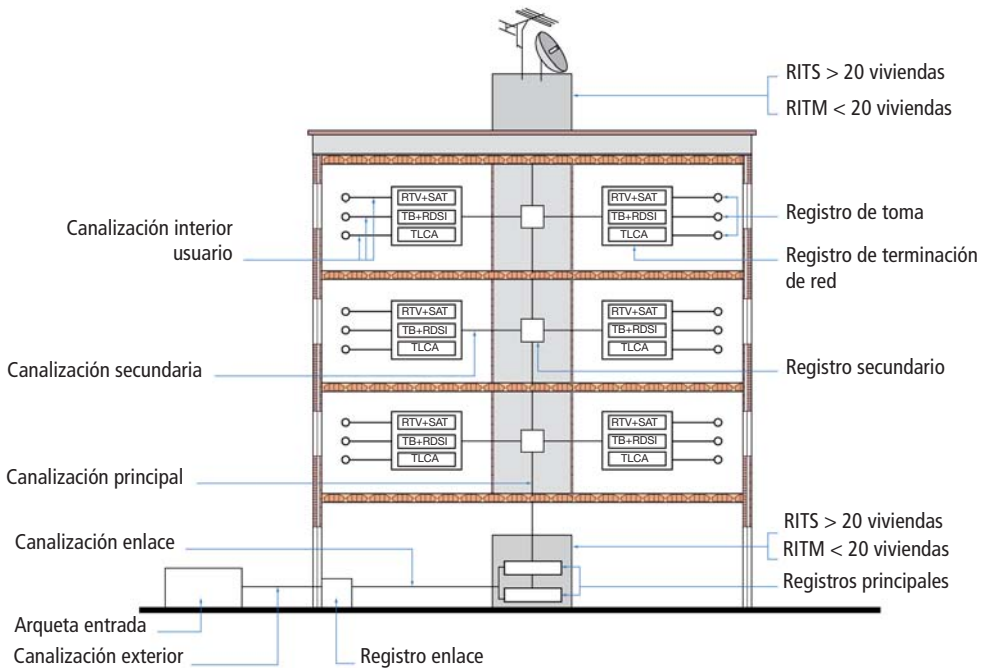 RITS > 20 viviendas
RITM < 20 viviendas
RTV+SAT
TB+RDSI
TLCA
RTV+SAT
TB+RDSI
TLCA
Canalización interior
usuario
Registro de toma
Registro de terminación
de red
RTV+SAT
TB+RDSI
TLCA
RTV+SAT
TB+RDSI
TLCA
Canalización secundaria
Registro secundario
RTV+SAT
TB+RDSI
TLCA
RTV+SAT
TB+RDSI
TLCA
Canalización principal
Canalización enlace
RITS > 20 viviendas
RITM < 20 viviendas
Registros principales
Arqueta entrada
Canalización exterior
Registro enlace